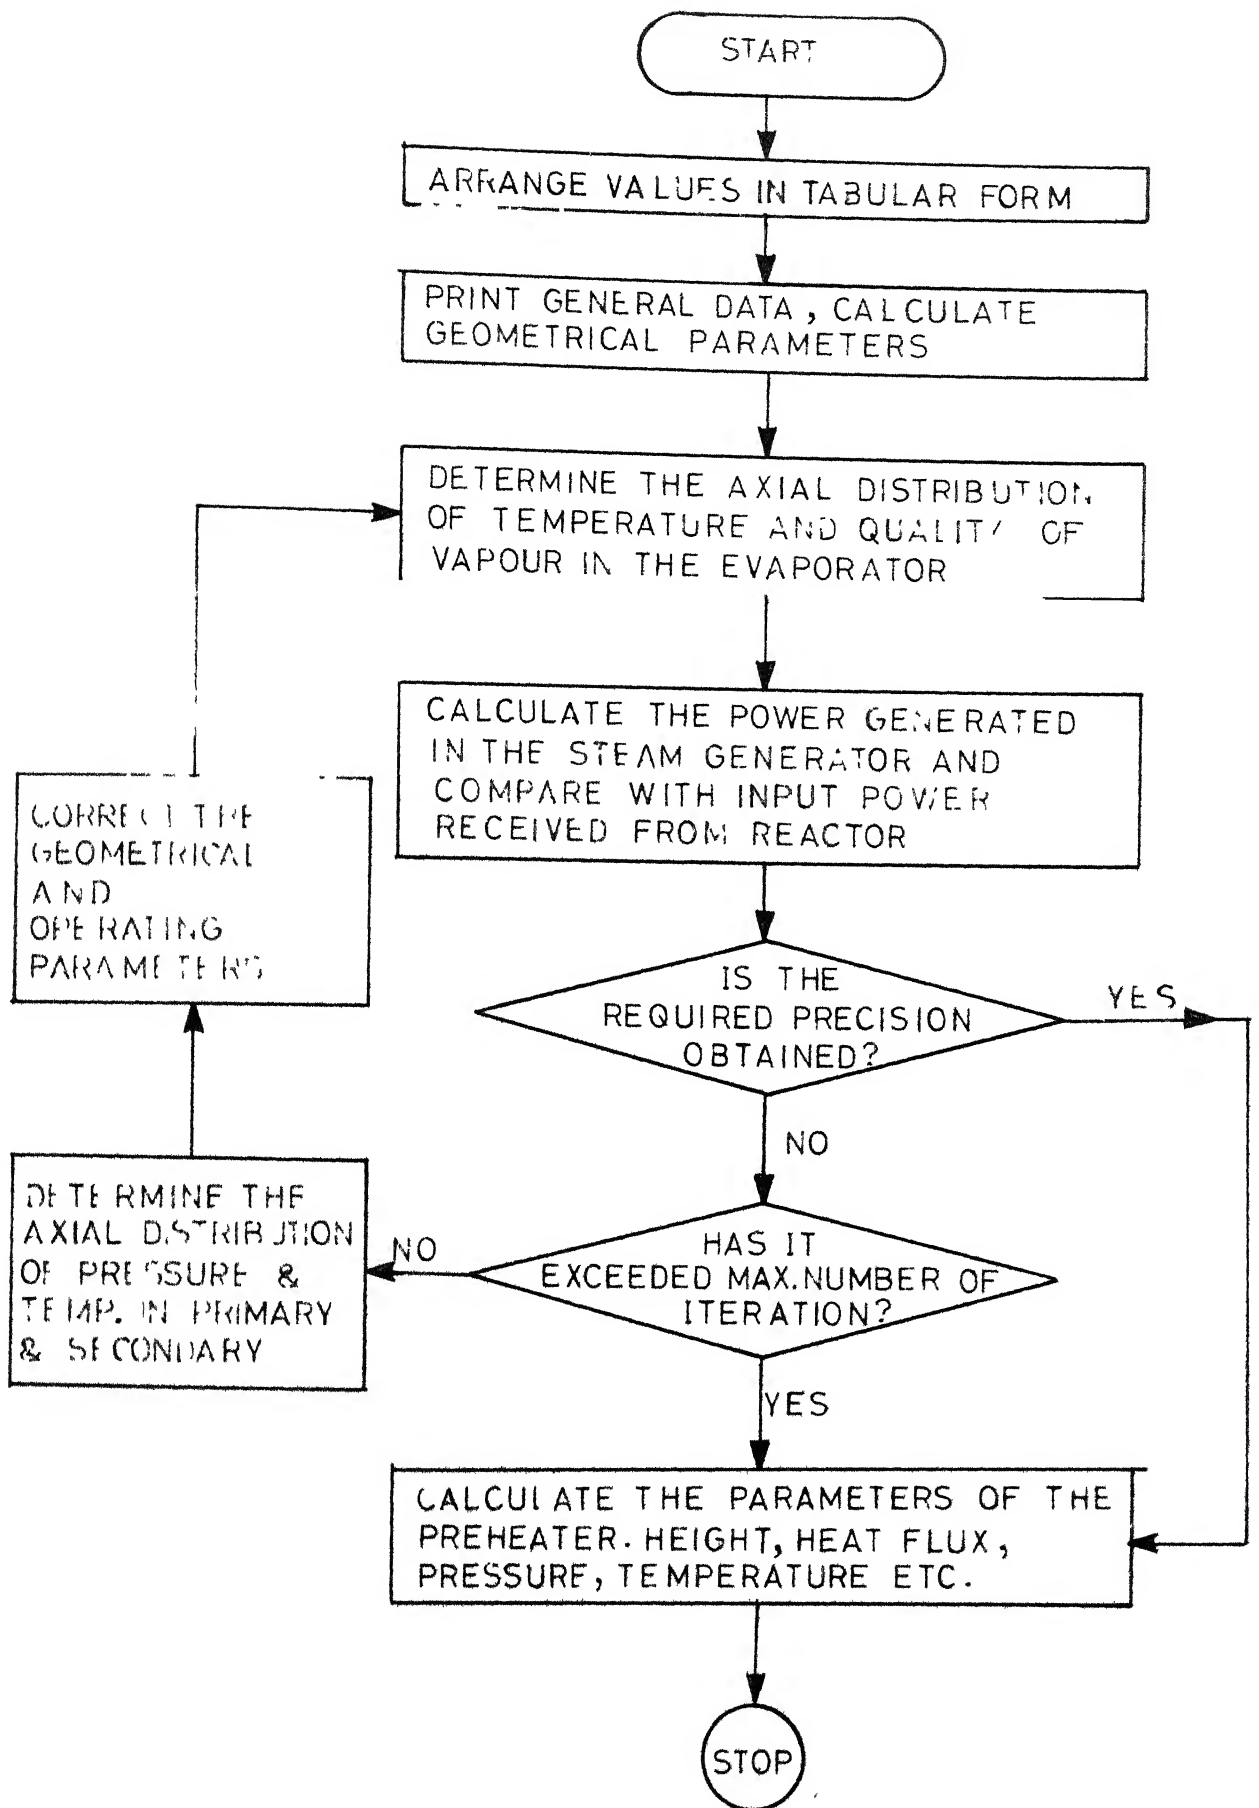 START
ARRANGE VALUES IN TABULAR FORM
PRINT GENERAL DATA, CALCULATE
GEOMETRICAL PARAMETERS
DETERMINE THE AXIAL DISTRIBUTION
OF TEMPERATURE AND QUALITY OF
VAPOUR IN THE EVAPORATOR
CALCULATE THE POWER GENERATED
IN THE STEAM GENERATOR AND
COMPARE WITH INPUT POWER
RECEIVED FROM REACTOR
CORRECT THE
GEOMETRICAL
AND
OPERATING
PARAMETERS
IS THE
REQUIRED PRECISION
OBTAINED?
YES
NO
DETERMINE THE
AXIAL DISTRIBUTION
OF PRESSURE &
TEMP. IN PRIMARY
& SECONDARY
NO
HAS IT
EXCEEDED MAX.NUMBER OF
ITERATION?
YES
CALCULATE THE PARAMETERS OF THE
PREHEATER. HEIGHT, HEAT FLUX,
PRESSURE, TEMPERATURE ETC.
STOP